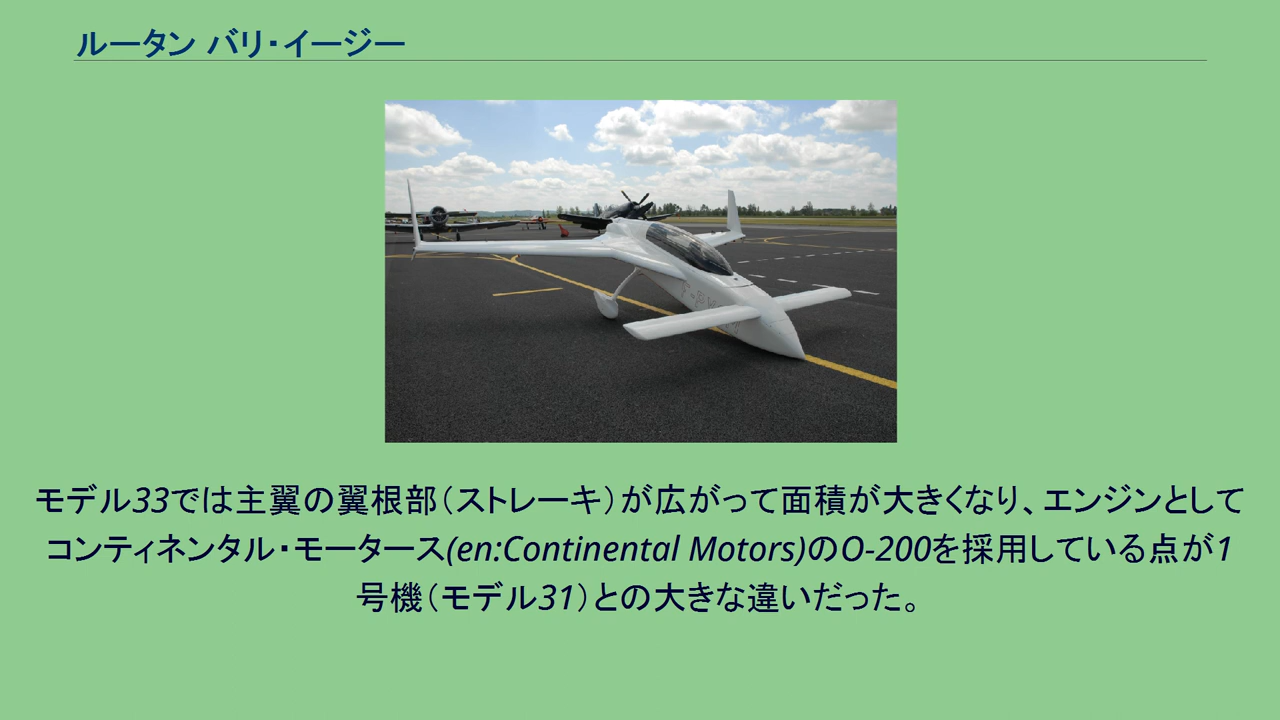 ルータン バリ・イージー
モデル33では主翼の翼根部（ストレーキ）が広がって面積が大きくなり、エンジンとして
コンティネンタル・モータース(en:Continental Motors)のO-200を採用している点が1
号機（モデル31）との大きな違いだった。